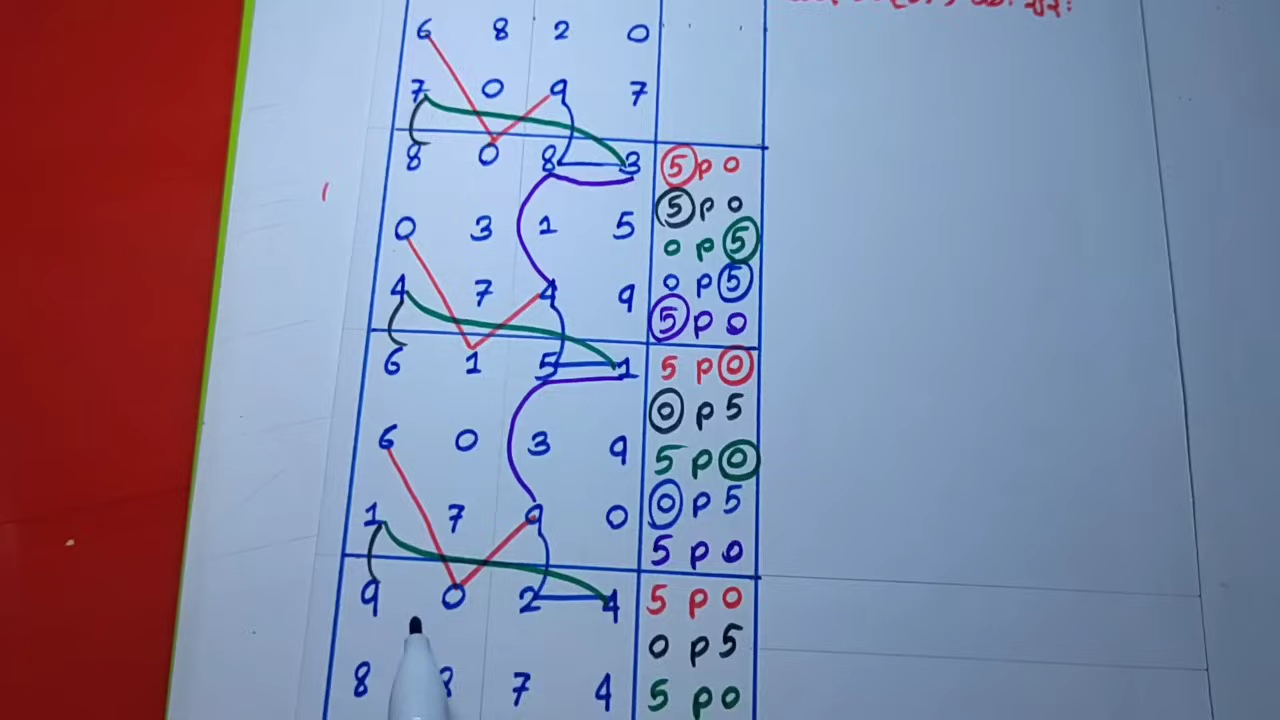 6 8 2 0
7 0 9 7
8 0 8 3 5 p 0
5 p 0
0 3 1 5 0 p 5
4 7 4 9 0 p 5
5 p 0
6 1 5 1 5 p 0
0 p 5
6 0 3 9 5 p 0
1 7 9 0 0 p 5
5 p 0
9 0 2 4 5 p 0
0 p 5
8 7 4 5 p 0